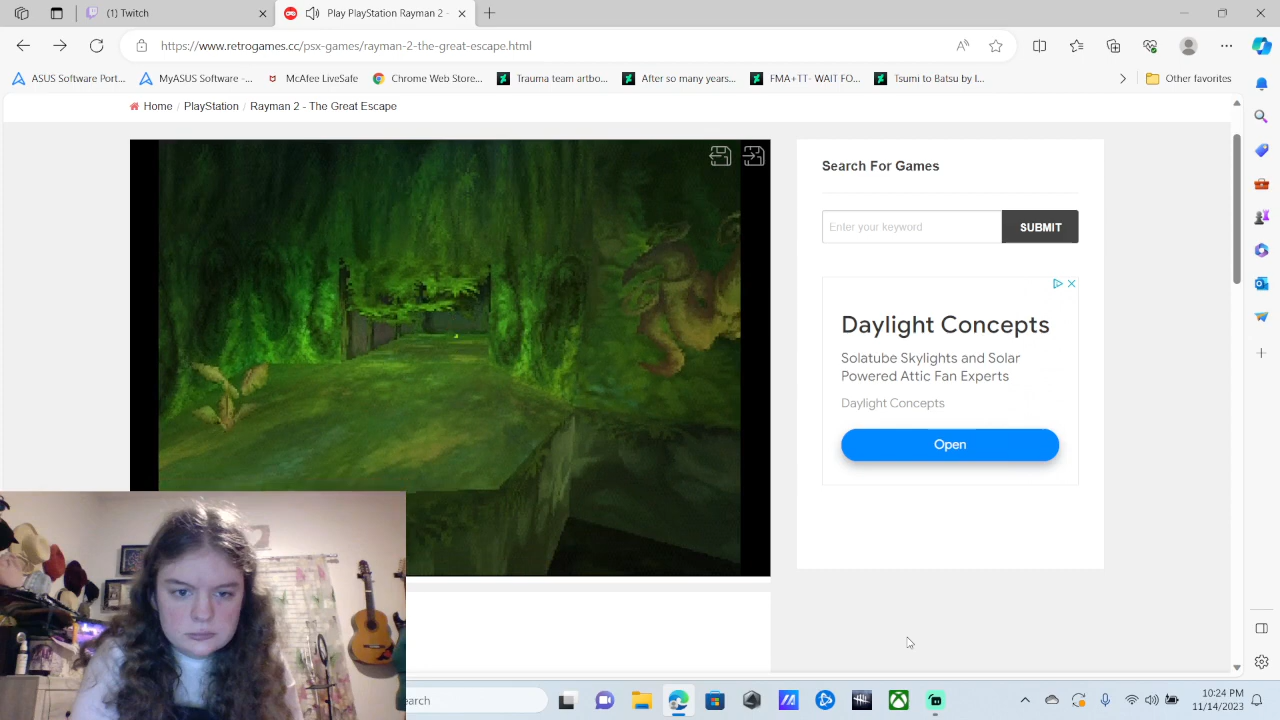 (1) Twitch
Play PlayStation Rayman 2 -
https://www.retrogames.cc/psx-games/rayman-2-the-great-escape.html
ASUS Software Port...
MyASUS Software -...
McAfee LiveSafe
Chrome Web Store...
Trauma team artbo...
After so many years...
FMA+TT- WAIT FO...
Tsumi to Batsu by I...
Other favorites
Home / PlayStation / Rayman 2 - The Great Escape
Search For Games
Enter your keyword
SUBMIT
Daylight Concepts
Solatube Skylights and Solar
Powered Attic Fan Experts
Daylight Concepts
Open
earch
10:24 PM
11/14/2023